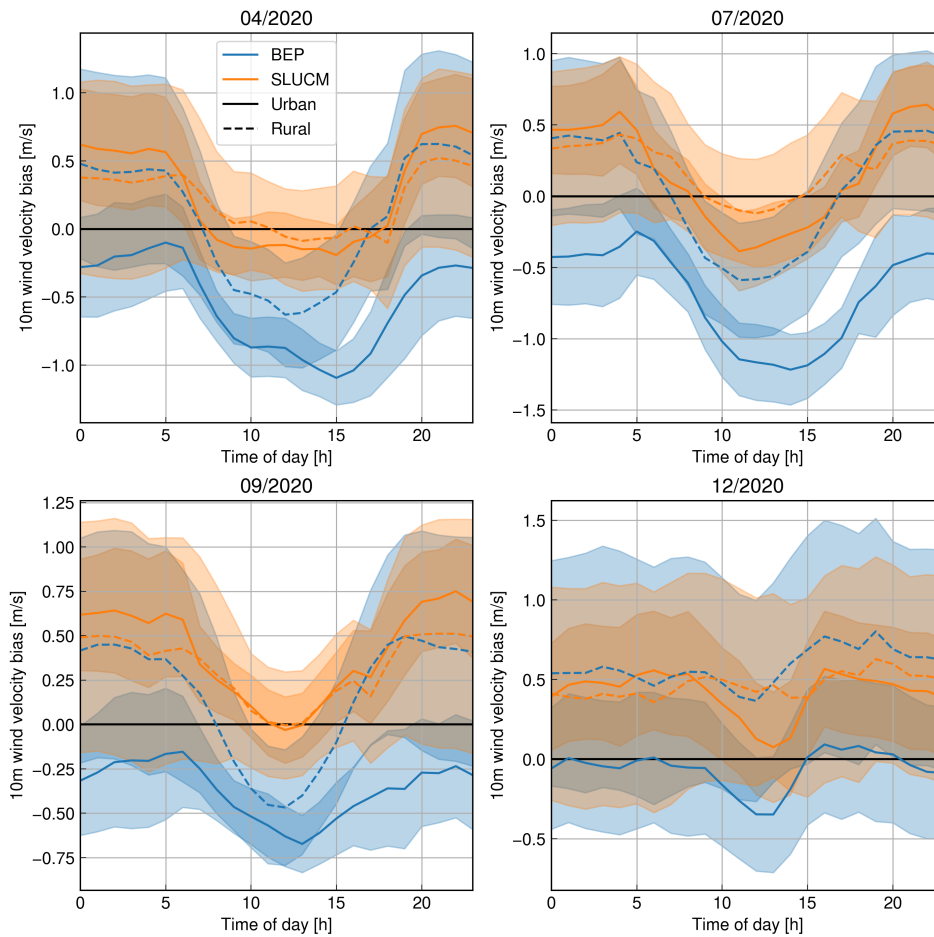 04/2020
BEP
SLUCM
Urban
Rural
10m wind velocity bias [m/s]
1.0
0.5
0.0
−0.5
−1.0
0 5 10 15 20
Time of day [h]
07/2020
10m wind velocity bias [m/s]
1.0
0.5
0.0
−0.5
−1.0
−1.5
0 5 10 15 20
Time of day [h]
09/2020
10m wind velocity bias [m/s]
1.25
1.00
0.75
0.50
0.25
0.00
−0.25
−0.50
−0.75
0 5 10 15 20
Time of day [h]
12/2020
10m wind velocity bias [m/s]
1.5
1.0
0.5
0.0
−0.5
0 5 10 15 20
Time of day [h]